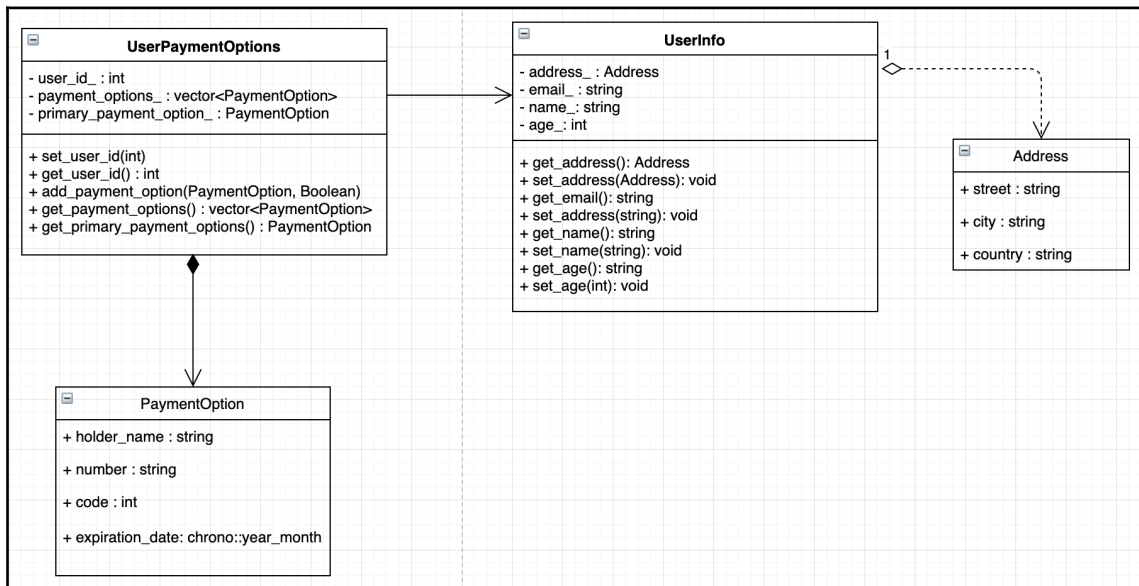 UserPaymentOptions
- user_id_ : int
- payment_options_ : vector<PaymentOption>
- primary_payment_option_ : PaymentOption
+ set_user_id(int)
+ get_user_id() : int
+ add_payment_option(PaymentOption, Boolean)
+ get_payment_options() : vector<PaymentOption>
+ get_primary_payment_options() : PaymentOption
UserInfo
- address_ : Address
- email_ : string
- name_: string
- age_: int
+ get_address(): Address
+ set_address(Address): void
+ get_email(): string
+ set_address(string): void
+ get_name(): string
+ set_name(string): void
+ get_age(): string
+ set_age(int): void
1
Address
+ street : string
+ city : string
+ country : string
PaymentOption
+ holder_name : string
+ number : string
+ code : int
+ expiration_date: chrono::year_month